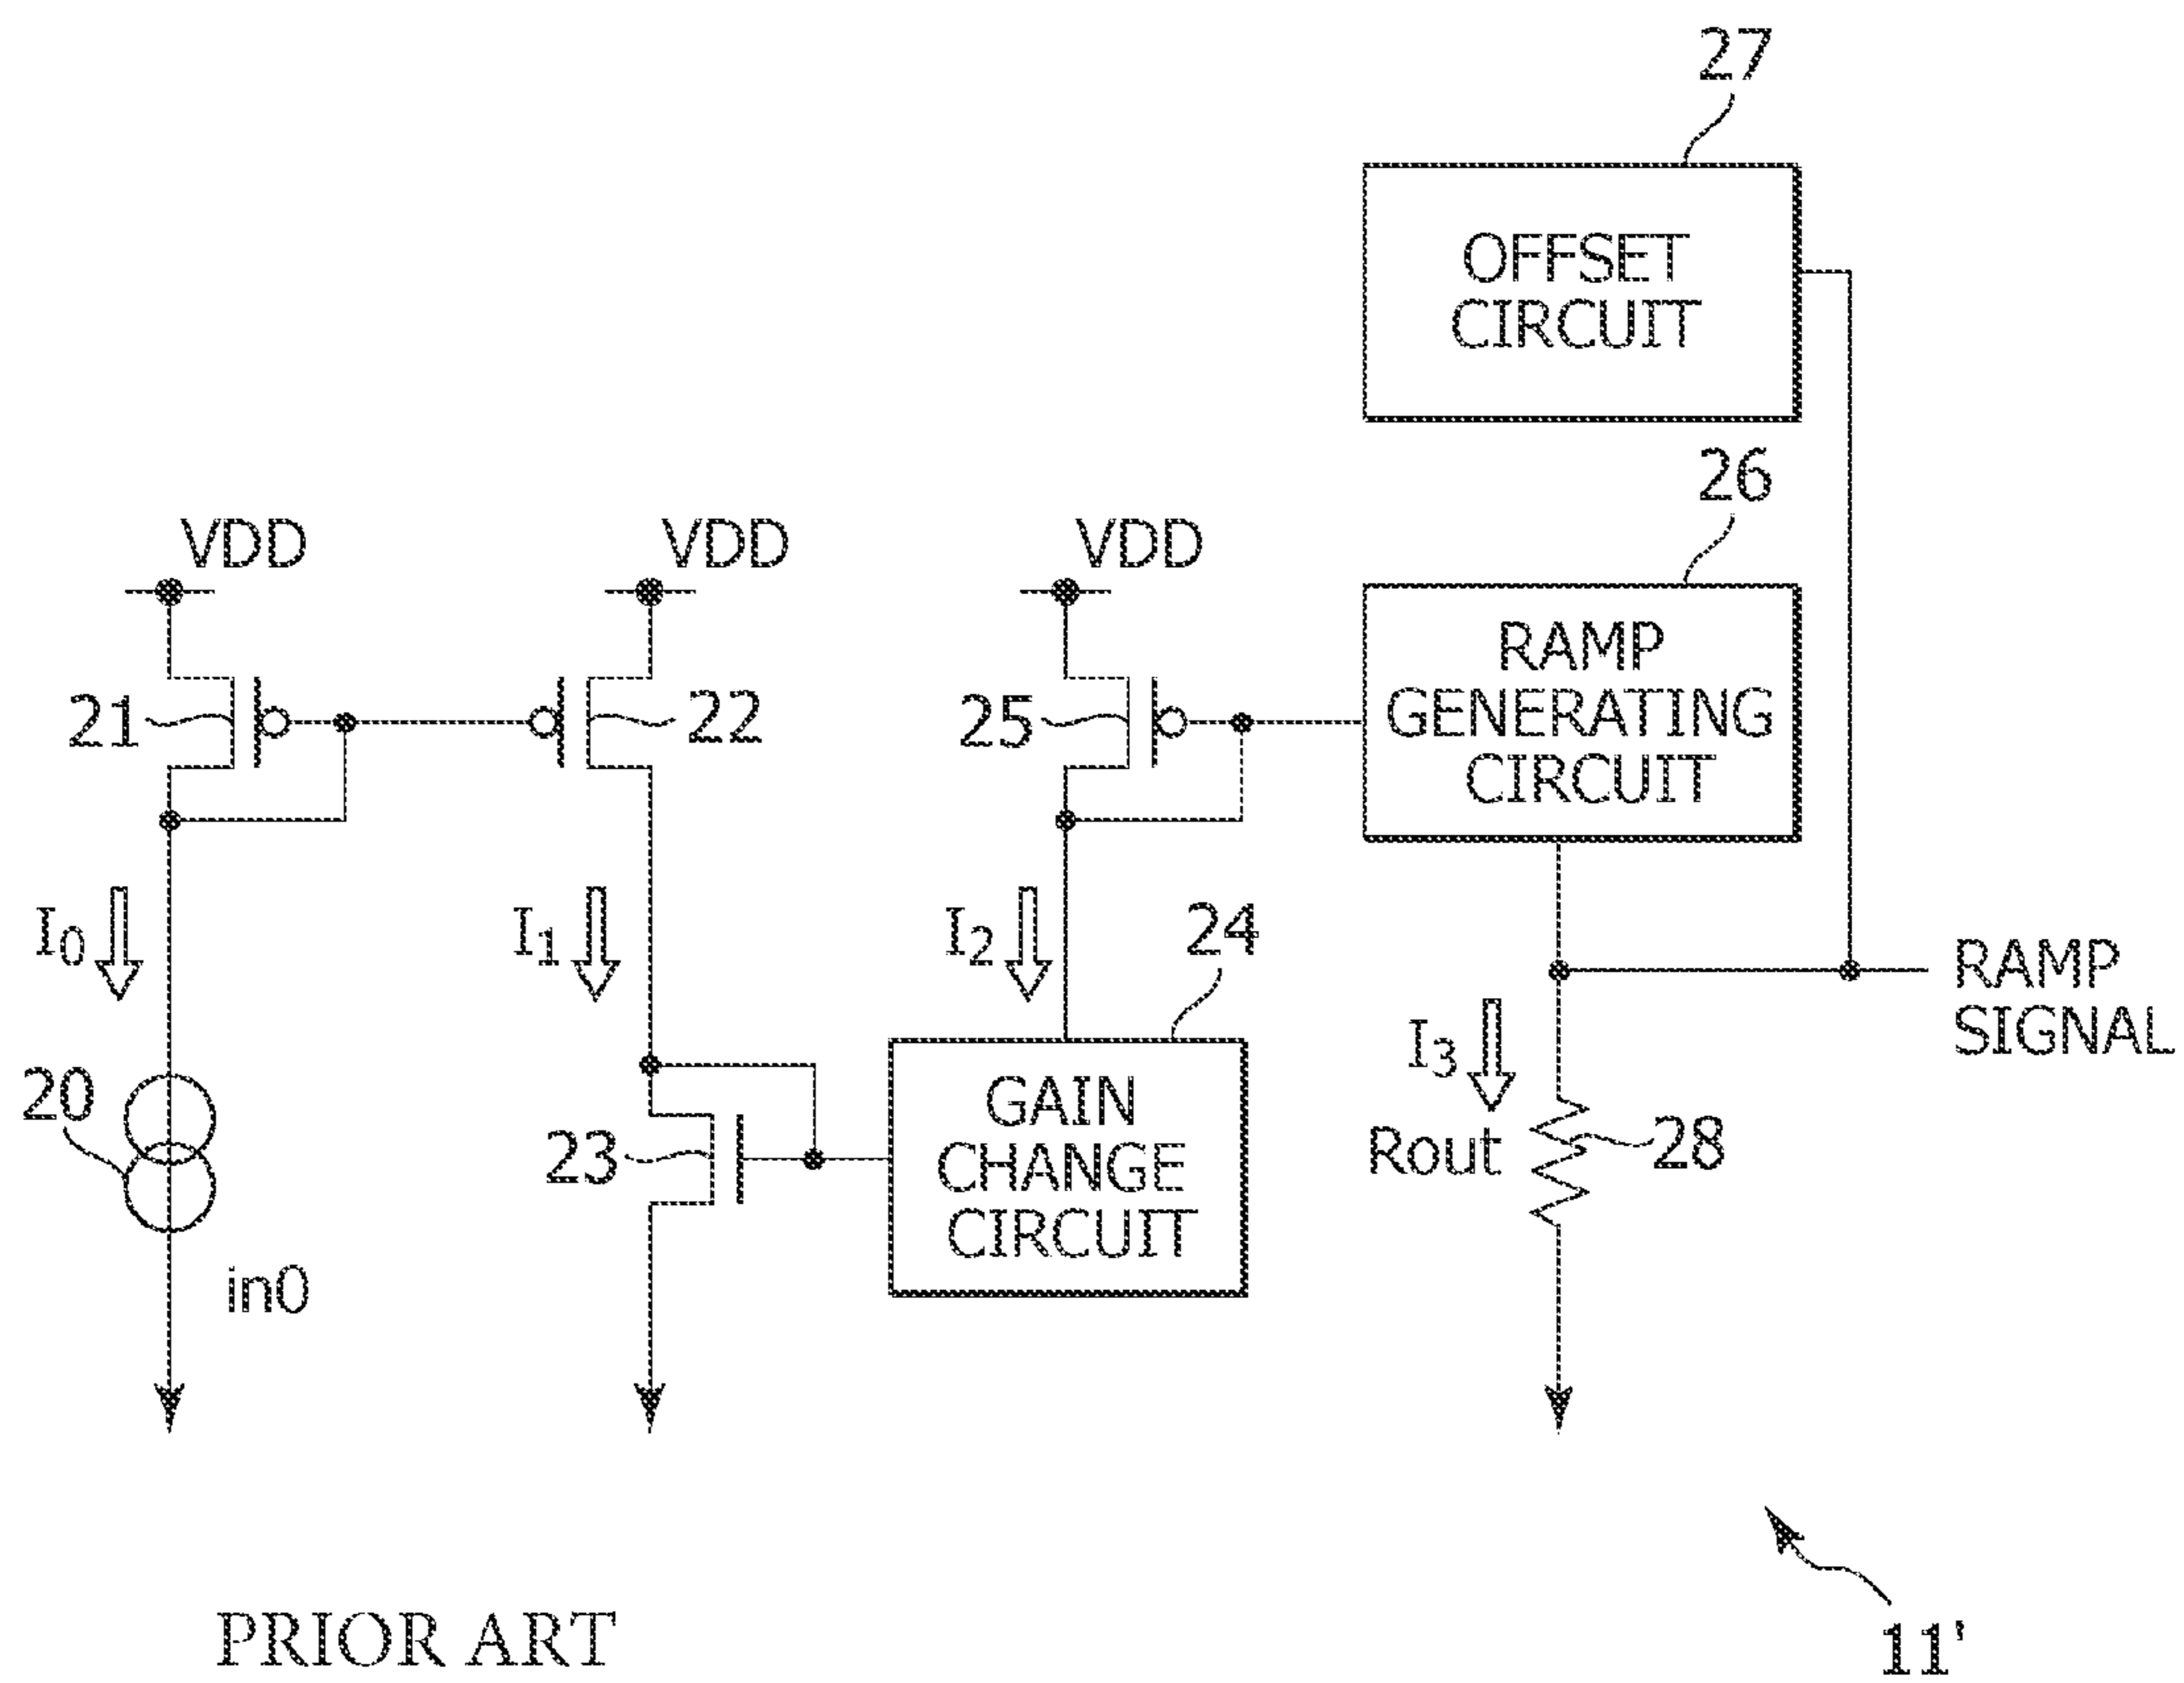 27
OFFSET
CIRCUIT
26
VDD
VDD
VDD
RAMP
GENERATING
CIRCUIT
21
22
25
I0
I1
I2
24
RAMP
SIGNAL
I3
20
GAIN
CHANGE
CIRCUIT
23
Rout
28
in0
PRIOR ART
11'